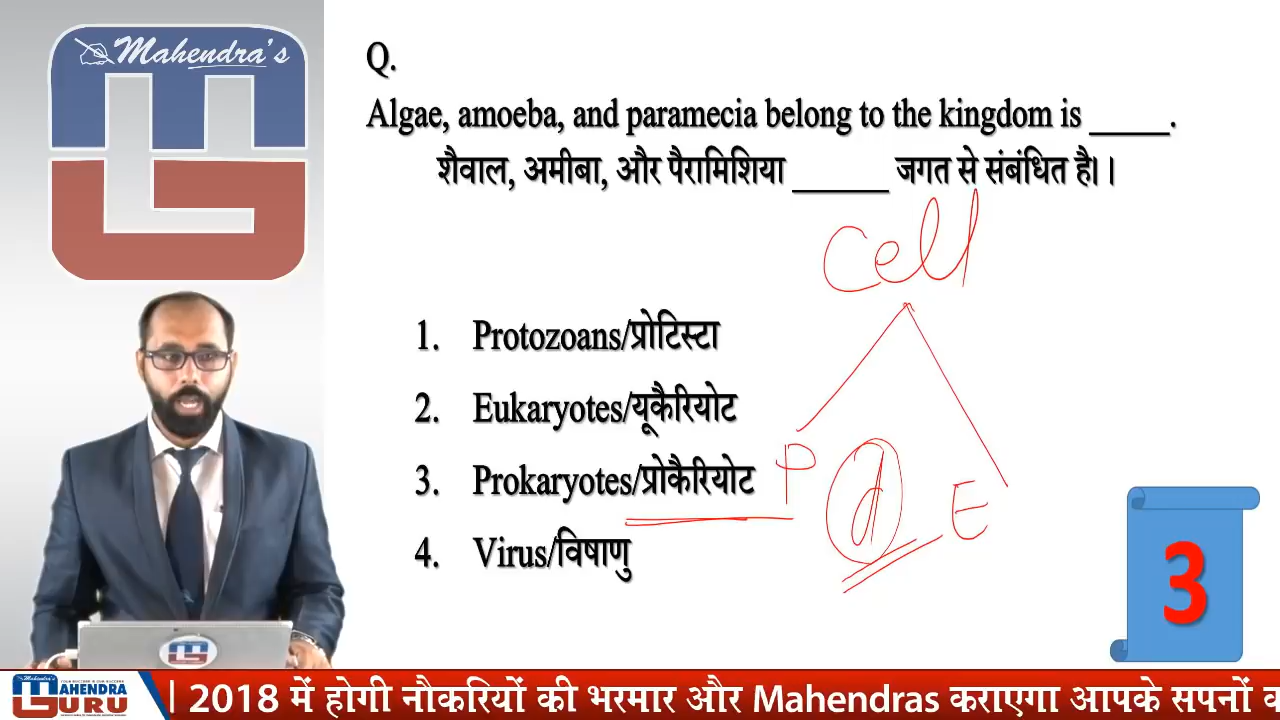 Mahendra's
Q.
Algae, amoeba, and paramecia belong to the kingdom is _____.
शैवाल, अमीबा, और पैरामिशिया ______ जगत से संबंधित है। ।
Cell
1. Protozoans/प्रोटिस्टा
2. Eukaryotes/यूकैरियोट
3. Prokaryotes/प्रोकैरियोट
P
E
4. Virus/विषाणु
3
Mahendra's
MAHENDRA
GURU
। 2018 में होगी नौकरियों की भरमार और Mahendras कराएगा आपके सपनों